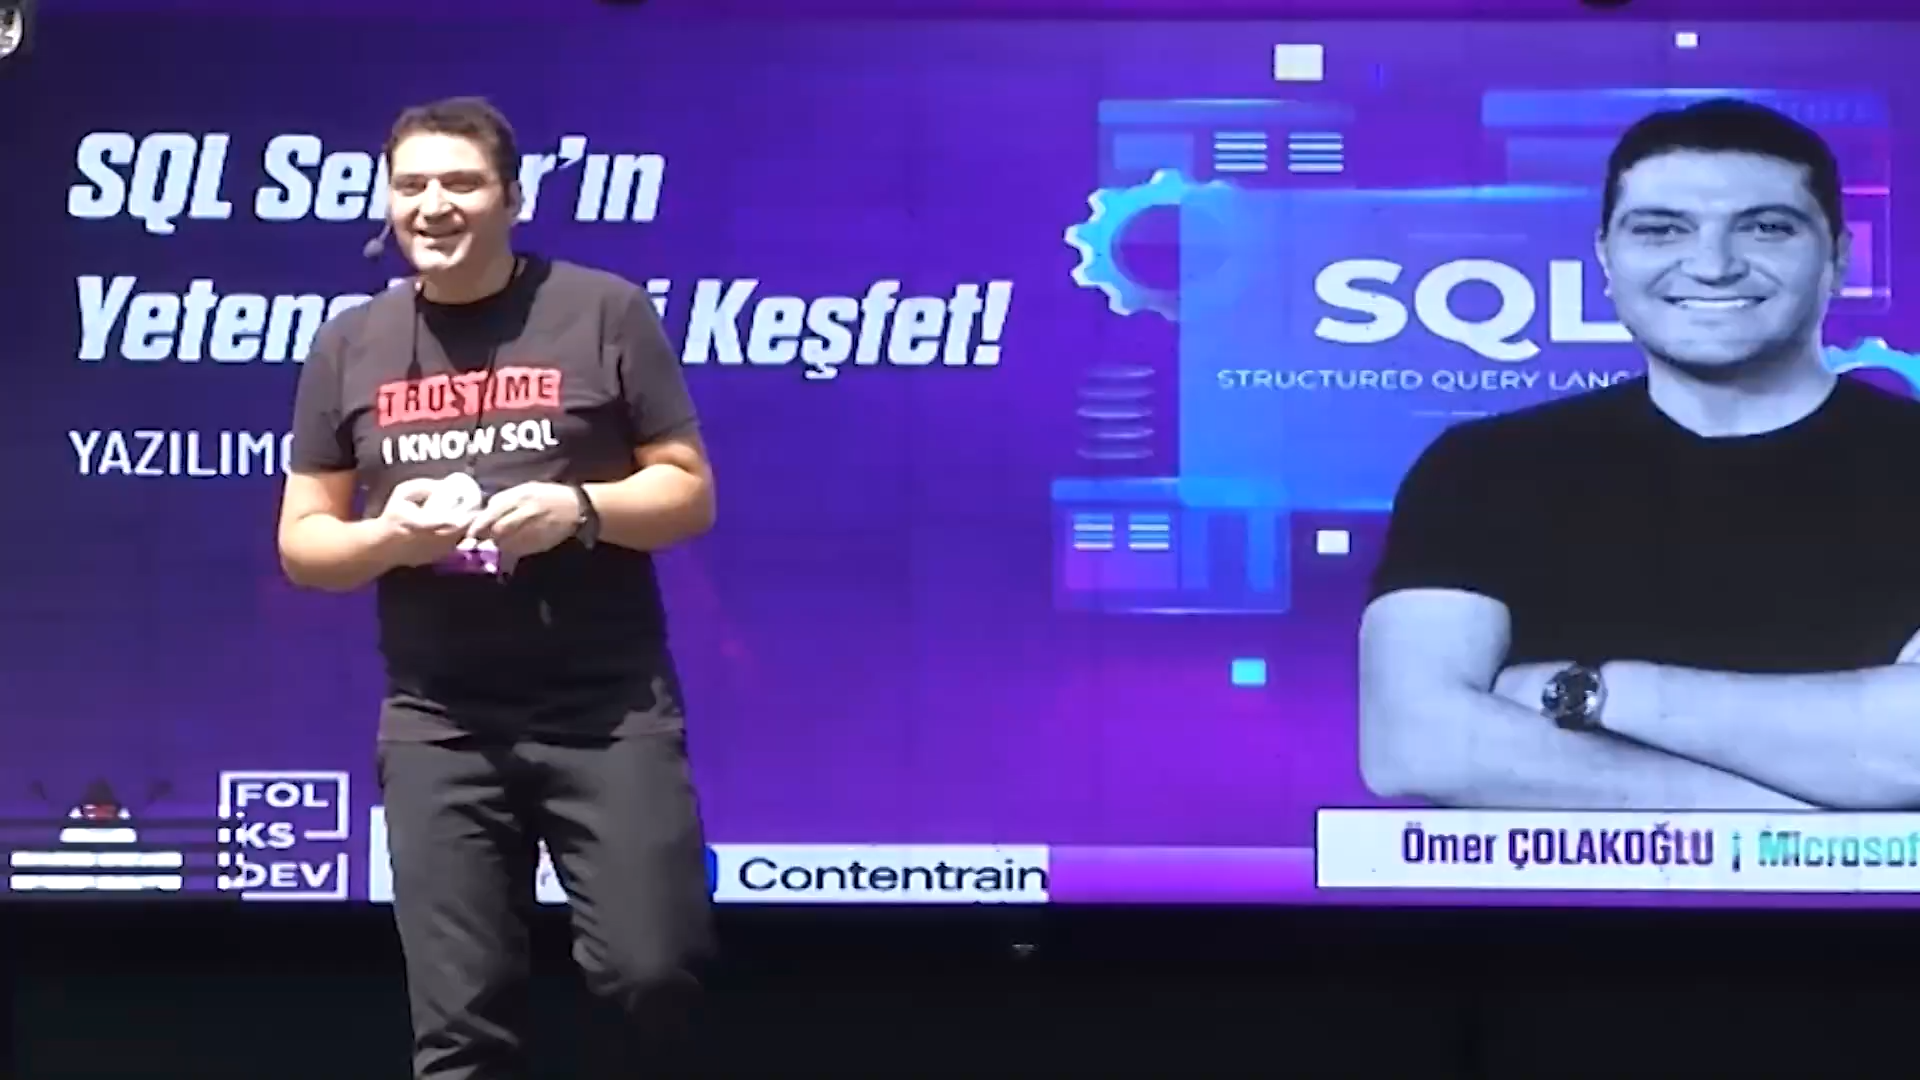 SQL Se r'ın
Yeten i Keşfet!
YAZILIM
TRUST ME
I KNOW SQL
SQL
STRUCTURED QUERY LANG
FOL
KS
DEV
Contentrain
Ömer ÇOLAKOĞLU | Microsof